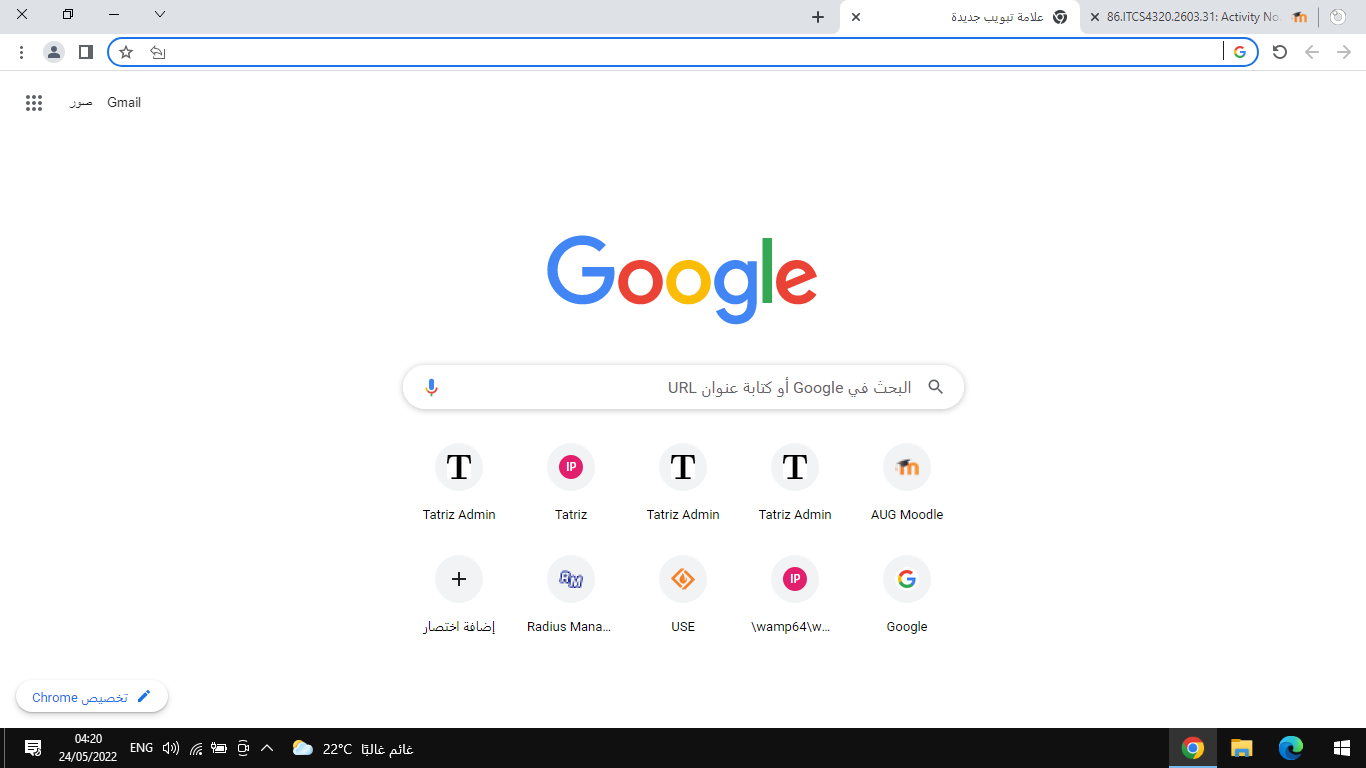 86.ITCS4320.2603.31: Activity No
علامة تبويب جديدة
Gmail
صور
Google
البحث في Google أو كتابة عنوان URL
AUG Moodle
Tatriz Admin
Tatriz Admin
Tatriz
Tatriz Admin
Google
\wamp64\w...
USE
Radius Mana...
إضافة اختصار
تخصيص Chrome
غائم غالبًا 22°C
ENG
04:20
24/05/2022